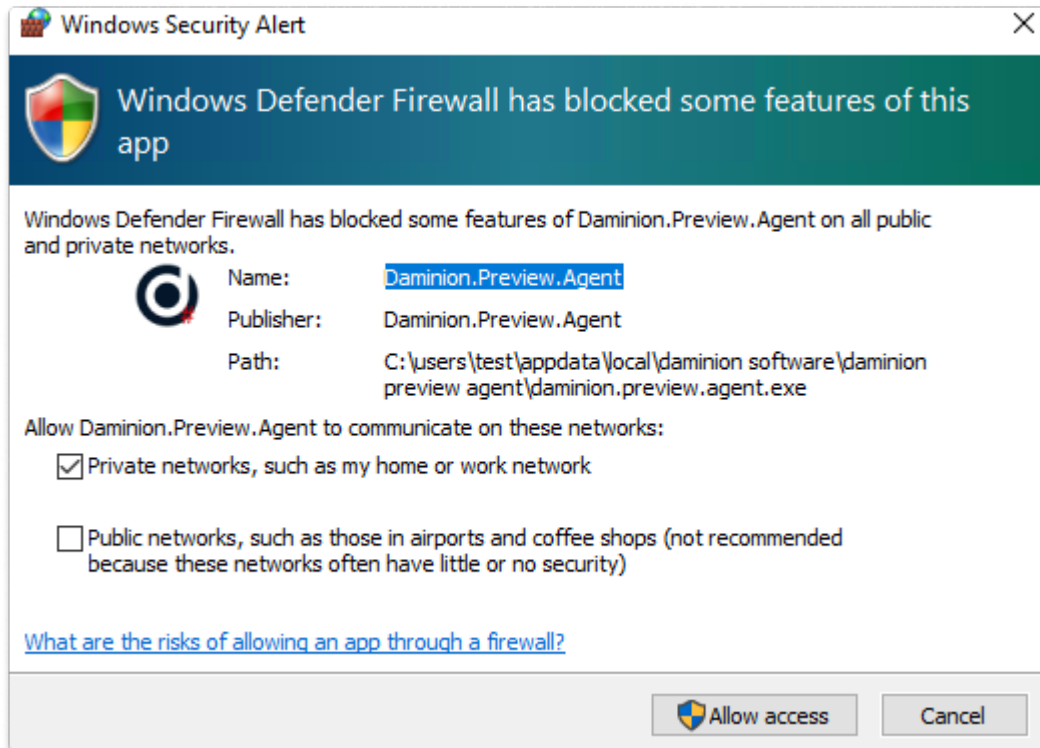 Windows Security Alert
Windows Defender Firewall has blocked some features of this
app
Windows Defender Firewall has blocked some features of Daminion.Preview.Agent on all public
and private networks.
Name: Daminion.Preview.Agent
Publisher: Daminion.Preview.Agent
Path: C:\users\test\appdata\local\daminion software\daminion
preview agent\daminion.preview.agent.exe
Allow Daminion.Preview.Agent to communicate on these networks:
Private networks, such as my home or work network
Public networks, such as those in airports and coffee shops (not recommended
because these networks often have little or no security)
What are the risks of allowing an app through a firewall?
Allow access Cancel